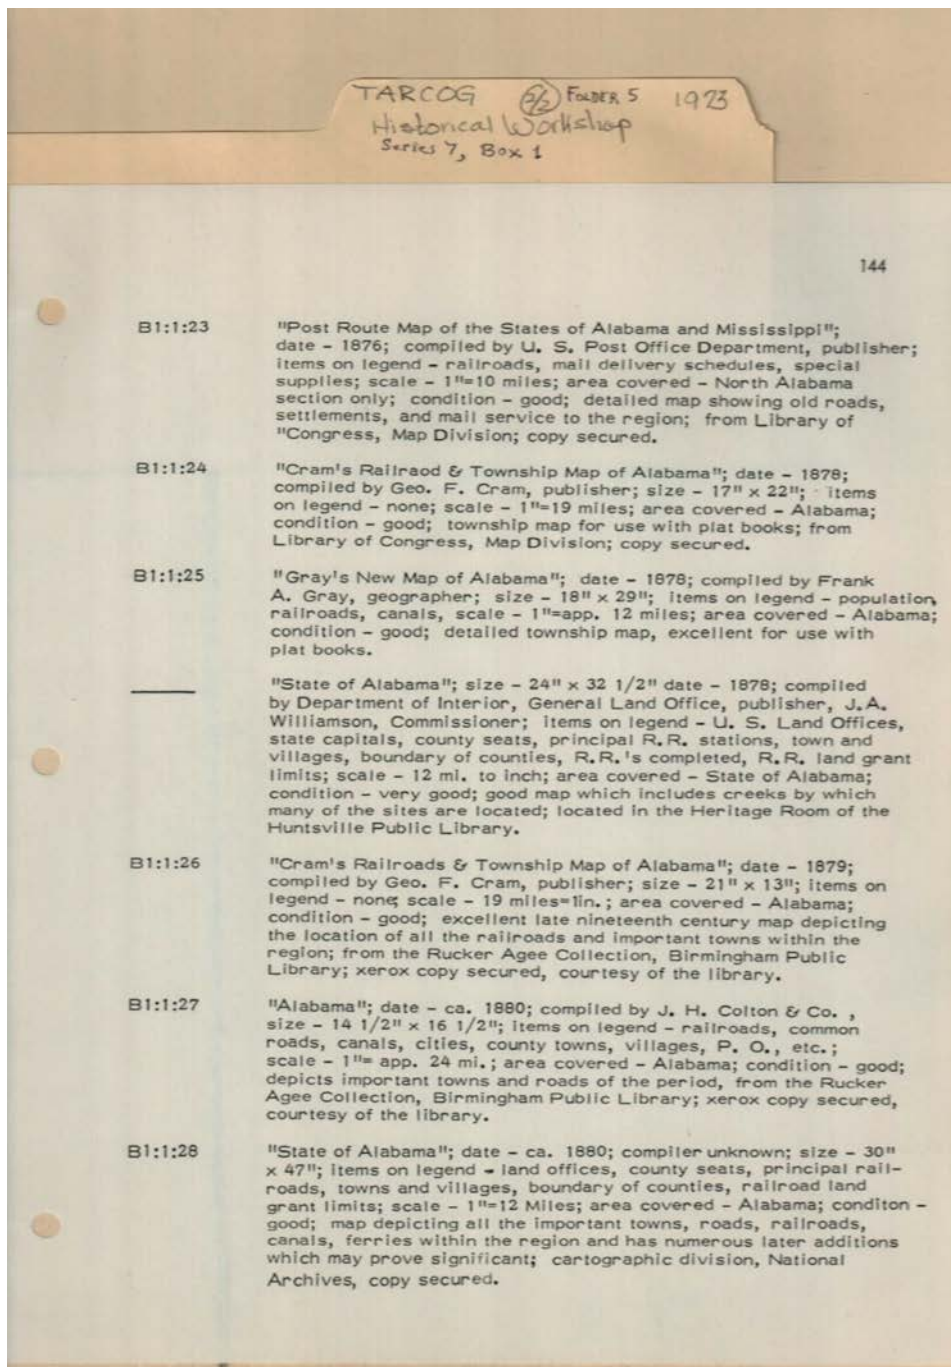 TARCOG 2/2 FOLDER 5 1973
Historical Workshop
Series 7, Box 1
144
B1:1:23 "Post Route Map of the States of Alabama and Mississippi";
date - 1876; compiled by U. S. Post Office Department, publisher;
items on legend - railroads, mail delivery schedules, special
supplies; scale - 1"=10 miles; area covered - North Alabama
section only; condition - good; detailed map showing old roads,
settlements, and mail service to the region; from Library of
"Congress, Map Division; copy secured.
B1:1:24 "Cram's Railraod & Township Map of Alabama"; date - 1878;
compiled by Geo. F. Cram, publisher; size - 17" x 22"; items
on legend - none; scale - 1"=19 miles; area covered - Alabama;
condition - good; township map for use with plat books; from
Library of Congress, Map Division; copy secured.
B1:1:25 "Gray's New Map of Alabama"; date - 1878; compiled by Frank
A. Gray, geographer; size - 18" x 29"; items on legend - population,
railroads, canals, scale - 1"=app. 12 miles; area covered - Alabama;
condition - good; detailed township map, excellent for use with
plat books.
"State of Alabama"; size - 24" x 32 1/2" date - 1878; compiled
by Department of Interior, General Land Office, publisher, J.A.
Williamson, Commissioner; items on legend - U. S. Land Offices,
state capitals, county seats, principal R.R. stations, town and
villages, boundary of counties, R.R.'s completed, R.R. land grant
limits; scale - 12 mi. to inch; area covered - State of Alabama;
condition - very good; good map which includes creeks by which
many of the sites are located; located in the Heritage Room of the
Huntsville Public Library.
B1:1:26 "Cram's Railroads & Township Map of Alabama"; date - 1879;
compiled by Geo. F. Cram, publisher; size - 21" x 13"; items on
legend - none; scale - 19 miles=1in.; area covered - Alabama;
condition - good; excellent late nineteenth century map depicting
the location of all the railroads and important towns within the
region; from the Rucker Agee Collection, Birmingham Public
Library; xerox copy secured, courtesy of the library.
B1:1:27 "Alabama"; date - ca. 1880; compiled by J. H. Colton & Co. ,
size - 14 1/2" x 16 1/2"; items on legend - railroads, common
roads, canals, cities, county towns, villages, P. O., etc.;
scale - 1"= app. 24 mi.; area covered - Alabama; condition - good;
depicts important towns and roads of the period, from the Rucker
Agee Collection, Birmingham Public Library; xerox copy secured,
courtesy of the library.
B1:1:28 "State of Alabama"; date - ca. 1880; compiler unknown; size - 30"
x 47"; items on legend - land offices, county seats, principal rail-
roads, towns and villages, boundary of counties, railroad land
grant limits; scale - 1"=12 Miles; area covered - Alabama; conditon -
good; map depicting all the important towns, roads, railroads,
canals, ferries within the region and has numerous later additions
which may prove significant; cartographic division, National
Archives, copy secured.